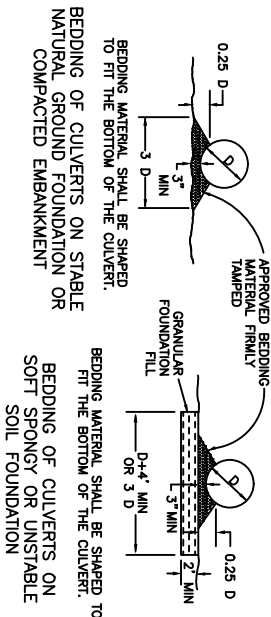 0.25 D
D
3" MIN
3 D
BEDDING MATERIAL SHALL BE SHAPED
TO FIT THE BOTTOM OF THE CULVERT.
BEDDING OF CULVERTS ON STABLE
NATURAL GROUND FOUNDATION OR
COMPACTED EMBANKMENT
APPROVED BEDDING
MATERIAL FIRMLY
TAMPED
GRANULAR
FOUNDATION
FILL
D
0.25 D
3" MIN
2' MIN
D+4' MIN
OR 3 D
BEDDING MATERIAL SHALL BE SHAPED TO
FIT THE BOTTOM OF THE CULVERT.
BEDDING OF CULVERTS ON
SOFT SPONGY OR UNSTABLE
SOIL FOUNDATION